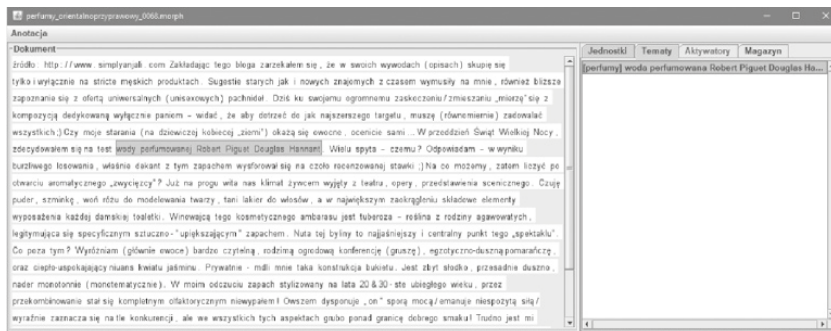 perfumy_orientalnoprzyprawowy_0068.morph
Anotacja
Dokument
źródło: http://www.simplyanjali.com Zakładając tego bloga zarzekałem się, że w swoich wywodach (opisach) skupię się
tylko i wyłącznie na stricte męskich produktach. Sugestie starych jak i nowych znajomych z czasem wymusiły na mnie, również bliższe
zapoznanie się z ofertą uniwersalnych (unisexowych) pachnideł. Dziś ku swojemu ogromnemu zaskoczeniu/zmieszaniu „mierzę" się z
kompozycją dedykowaną wyłącznie paniom – widać, że aby dotrzeć do jak najszerszego targetu, muszę (równomiernie) zadowalać
wszystkich;)Czy moje starania (na dziewiczej kobiecej „ziemi") okażą się owocne, ocenicie sami... W przeddzień Świąt Wielkiej Nocy,
zdecydowałem się na test wody perfumowanej Robert Piguet Douglas Hannant. Wielu spyta – czemu? Odpowiadam – w wyniku
burzliwego losowania, właśnie dekant z tym zapachem wysforował się na czoło recenzowanej stawki ;)Na co możemy, zatem liczyć po
otwarciu aromatycznego „zwycięzcy"? Już na progu wita nas klimat żywcem wyjęty z teatru, opery, przedstawienia scenicznego. Czuję
puder, szminkę, woń różu do modelowania twarzy, tani lakier do włosów, a w największym zaokrągleniu składowe elementy
wyposażenia każdej damskiej toaletki. Winowajcą tego kosmetycznego ambarasu jest tuberoza – roślina z rodziny agawowatych,
legitymująca się specyficznym sztuczno-"upiększającym" zapachem. Nuta tej byliny to najjaśniejszy i centralny punkt tego „spektaklu".
Co poza tym? Wyróżniam (głównie owoce) bardzo czytelną, rodzimą ogrodową konferencję (gruszę), egzotyczno-duszną pomarańczę,
oraz ciepło-uspokajający niuans kwiatu jaśminu. Prywatnie - mdli mnie taka konstrukcja bukietu. Jest zbyt słodko, przesadnie duszno,
nader monotonnie (monotematycznie). W moim odczuciu zapach stylizowany na lata 20 & 30-ste ubiegłego wieku, przez
przekombinowanie stał się kompletnym olfaktorycznym niewypałem! Owszem dysponuje „on" sporą mocą/emanuje niespożytą siłą/
wyraźnie zaznacza się na tle konkurencji, ale we wszystkich tych aspektach grubo ponad granicę dobrego smaku! Trudno jest mi
Jednostki Tematy Aktywatory Magazyn
[perfumy] woda perfumowana Robert Piguet Douglas Ha...